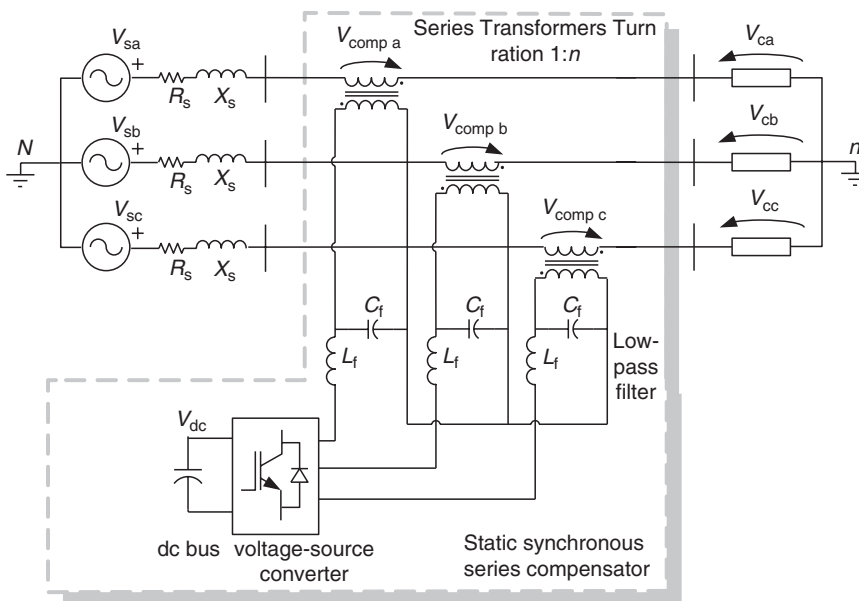 Series Transformers Turn
ration 1:n
Vsa
+
Rs
Xs
Vcomp a
Vca
N
Vsb
+
Rs
Xs
Vcomp b
Vcb
n
Vsc
+
Rs
Xs
Vcomp c
Vcc
Cf
Cf
Cf
Lf
Lf
Lf
Low-
pass
filter
Vdc
dc bus
voltage-source
converter
Static synchronous
series compensator